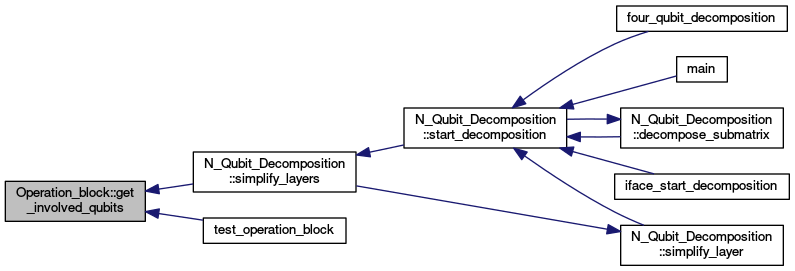 four_qubit_decomposition
main
N_Qubit_Decomposition
::start_decomposition
N_Qubit_Decomposition
::decompose_submatrix
N_Qubit_Decomposition
::simplify_layers
iface_start_decomposition
Operation_block::get
_involved_qubits
test_operation_block
N_Qubit_Decomposition
::simplify_layer